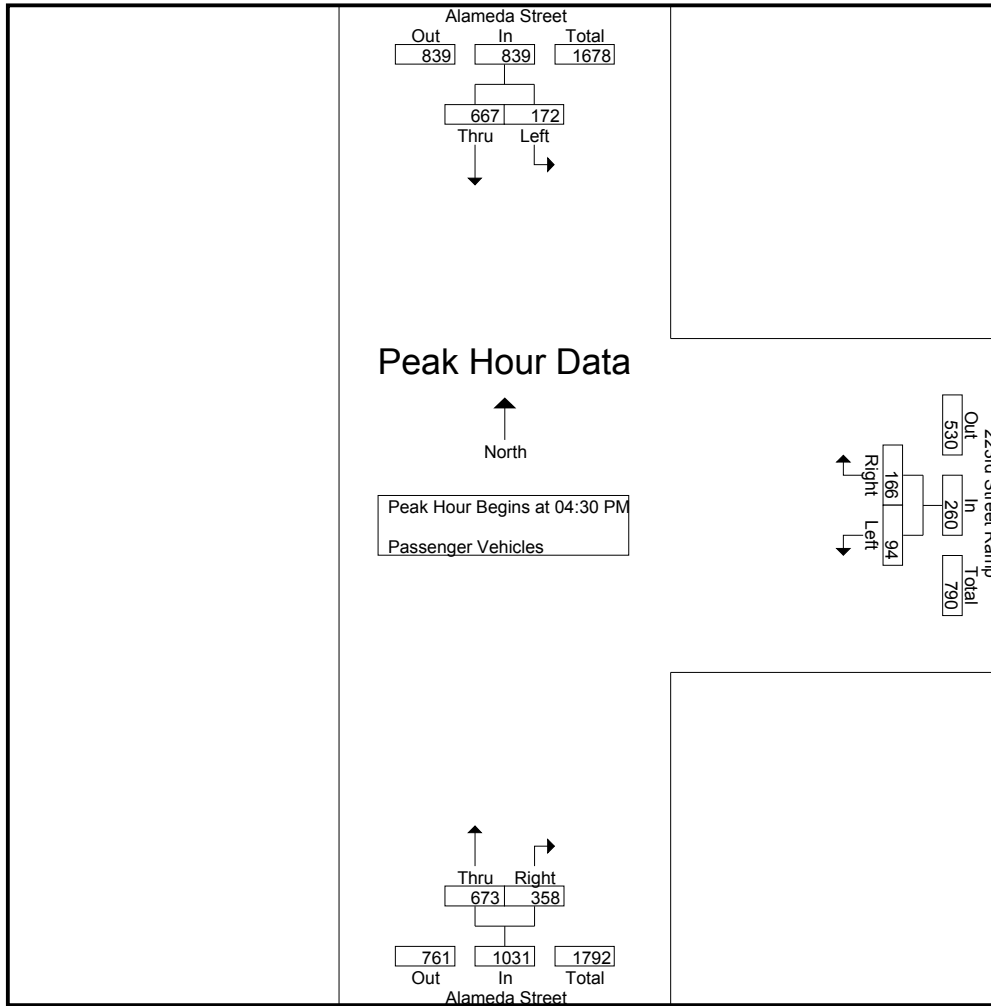 Alameda Street
Out In Total
839 839 1678
667 172
Thru Left
Peak Hour Data
North
Peak Hour Begins at 04:30 PM
Passenger Vehicles
Street Ramp
Out In Total
530 260 790
Right Left
166 94
Thru Right
673 358
761 1031 1792
Out In Total
Alameda Street